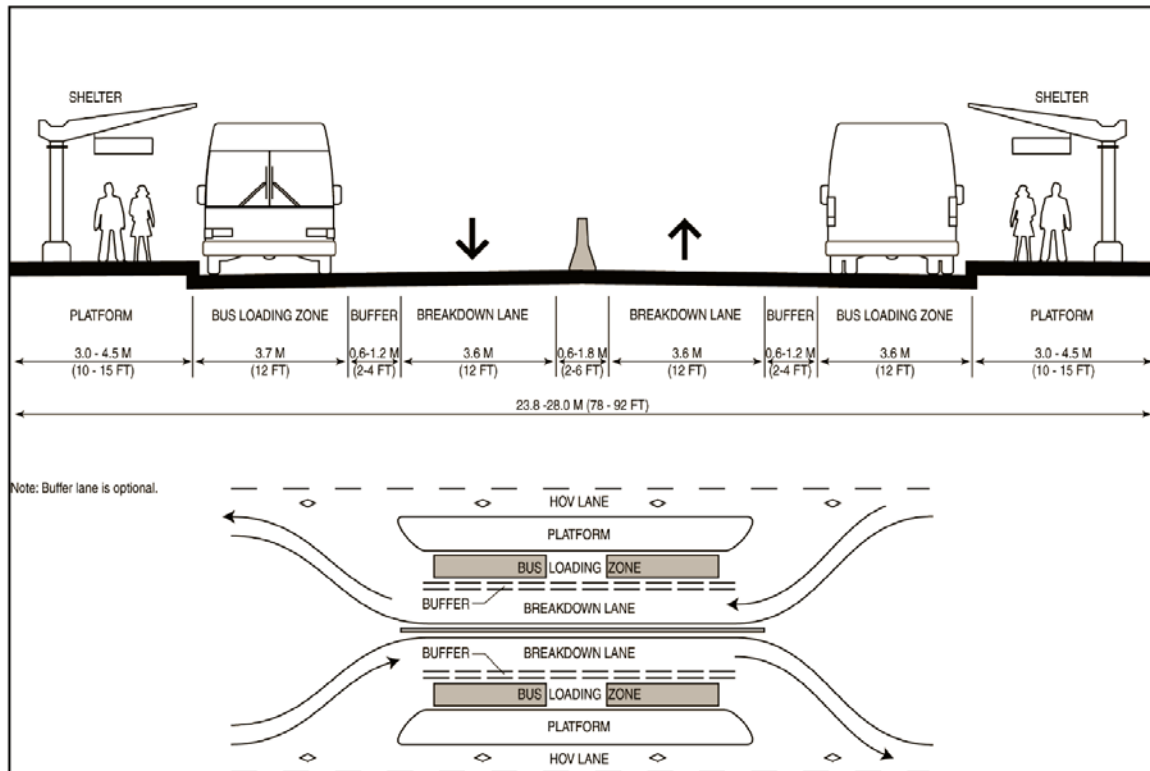 SHELTER
SHELTER
PLATFORM
BUS LOADING ZONE
BUFFER
BREAKDOWN LANE
BREAKDOWN LANE
BUFFER
BUS LOADING ZONE
PLATFORM
3.0 - 4.5 M
(10 - 15 FT)
3.7 M
(12 FT)
0,6-1.2 M
(2-4 FT)
3.6 M
(12 FT)
0,6-1.8 M
(2-6 FT)
3.6 M
(12 FT)
0,6-1.2 M
(2-4 FT)
3.6 M
(12 FT)
3.0 - 4.5 M
(10 - 15 FT)
23.8 -28.0 M (78 - 92 FT)
Note: Buffer lane is optional.
HOV LANE
PLATFORM
BUS LOADING ZONE
BUFFER
BREAKDOWN LANE
BREAKDOWN LANE
BUFFER
BUS LOADING ZONE
PLATFORM
HOV LANE